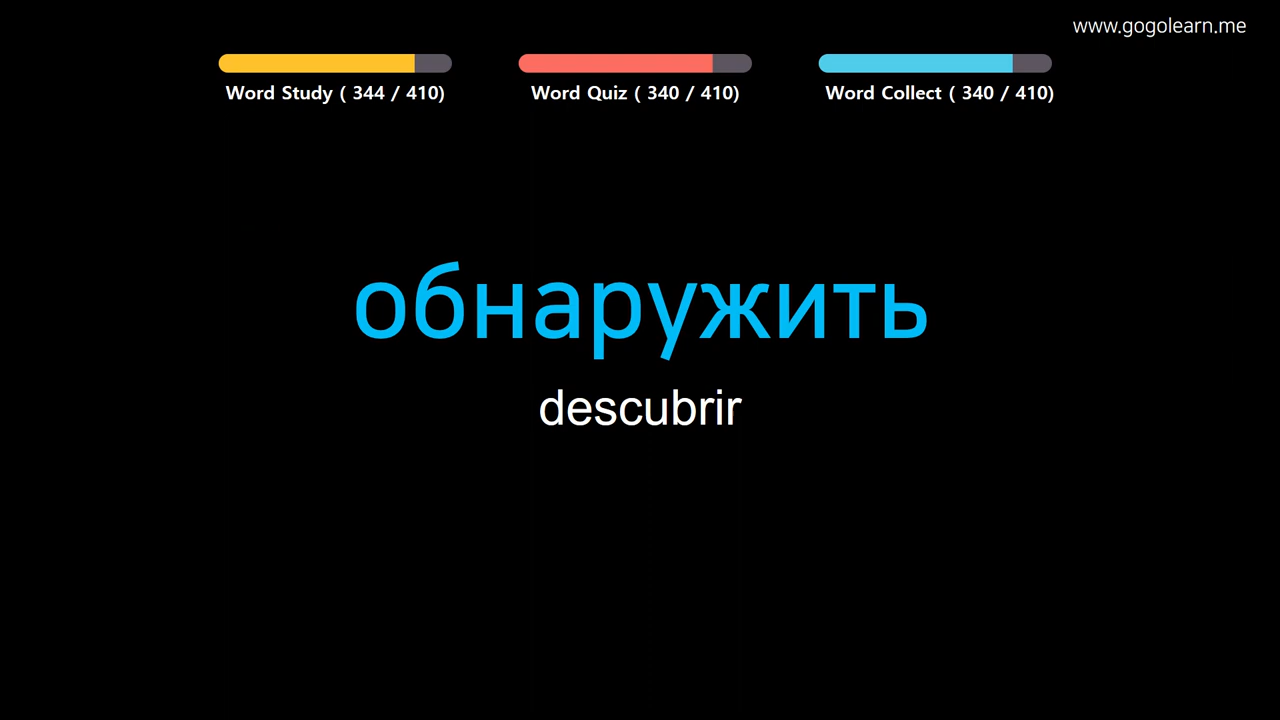 www.gogolearn.me
Word Study ( 344 / 410)
Word Quiz ( 340 / 410)
Word Collect ( 340 / 410)
обнаружить
descubrir